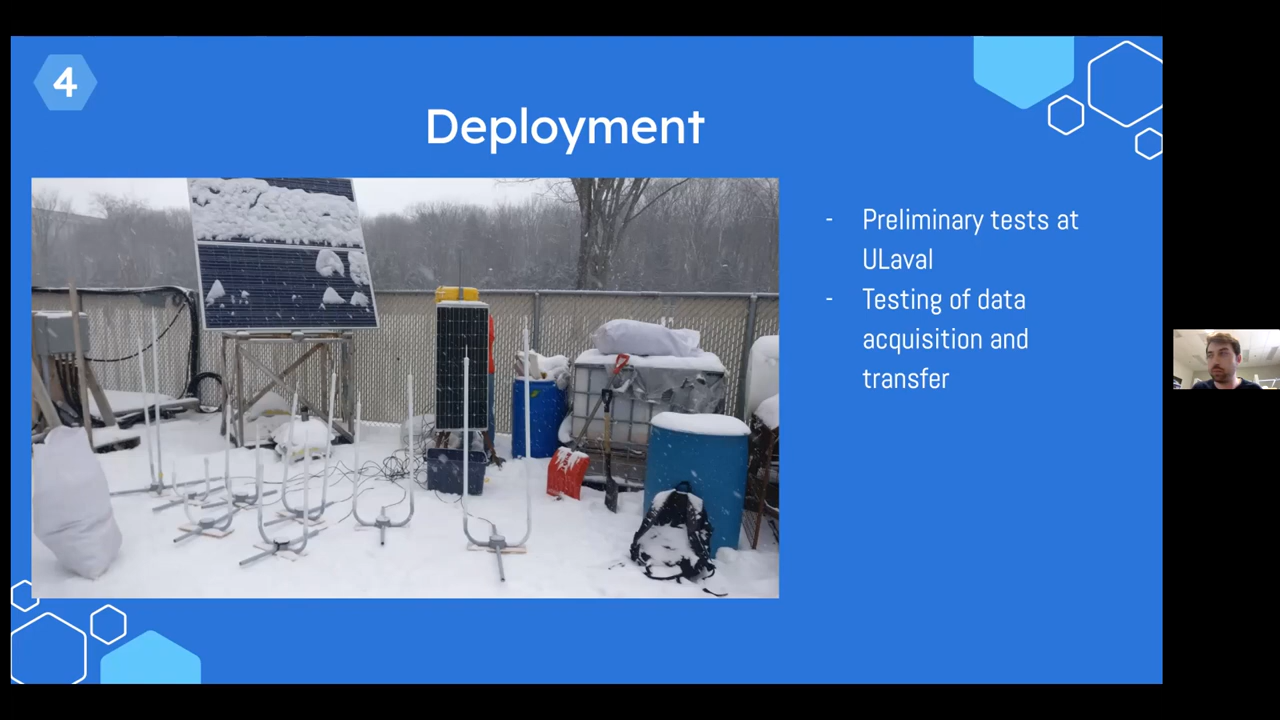 4
Deployment
- Preliminary tests at
ULaval
- Testing of data
acquisition and
transfer